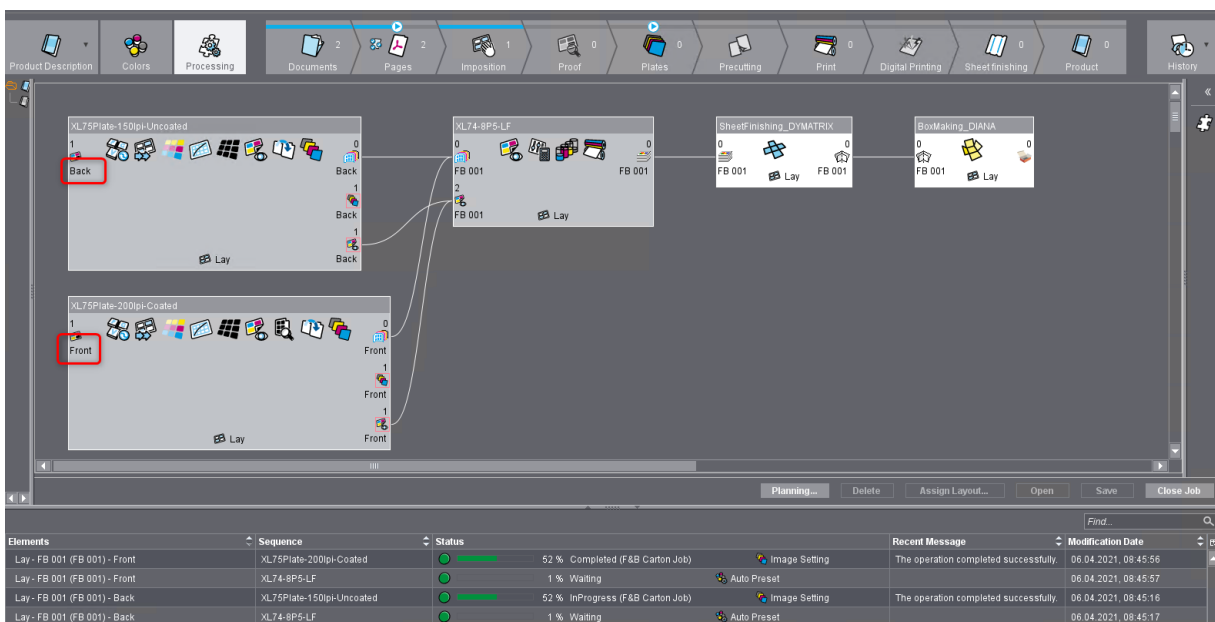 Product Description
Colors
Processing
Documents 2
Pages 2
Imposition 1
Proof 0
Plates 0
Precutting
Print 0
Digital Printing
Sheet finishing 0
Product 0
History
XL75Plate-150lpi-Uncoated
1
Back
0
Back
1
Back
1
Back
Lay
XL74-8P5-LF
0
FB 001
0
FB 001
2
FB 001
Lay
SheetFinishing_DYMATRIX
0
FB 001
Lay
0
FB 001
BoxMaking_DIANA
0
FB 001
Lay
0
XL75Plate-200lpi-Coated
1
Front
0
Front
1
Front
1
Front
Lay
Planning... Delete Assign Layout... Open Save Close Job
Find...
Elements Sequence Status Recent Message Modification Date
Lay - FB 001 (FB 001) - Front XL75Plate-200lpi-Coated 52 % Completed (F&B Carton Job) Image Setting The operation completed successfully. 06.04.2021, 08:45:56
Lay - FB 001 (FB 001) - Front XL74-8P5-LF 1 % Waiting Auto Preset 06.04.2021, 08:45:57
Lay - FB 001 (FB 001) - Back XL75Plate-150lpi-Uncoated 52 % InProgress (F&B Carton Job) Image Setting The operation completed successfully. 06.04.2021, 08:45:16
Lay - FB 001 (FB 001) - Back XL74-8P5-LF 1 % Waiting Auto Preset 06.04.2021, 08:45:17